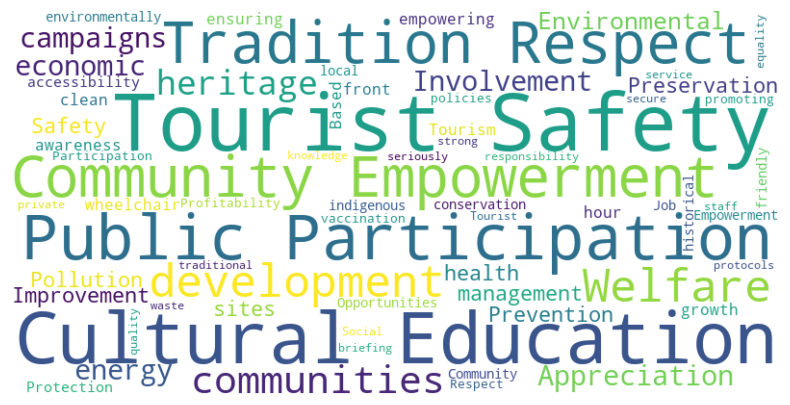 environmentally ensuring empowering Environmental
campaigns Tradition Respect equality
economic accessibility heritage local Involvement service Preservation
clean Based front policies secure promoting
Safety Tourist Safety
awareness Tourism strong
Participation knowledge seriously responsibility
Community Empowerment friendly
private wheelchair Profitability indigenous conservation hour Job staff
vaccination Tourist historical Empowerment
Public Participation
traditional health protocols
Pollution development Welfare
Improvement waste sites Opportunities management Prevention growth
quality Social
Cultural Education
briefing
energy communities Community Appreciation
Protection Respect